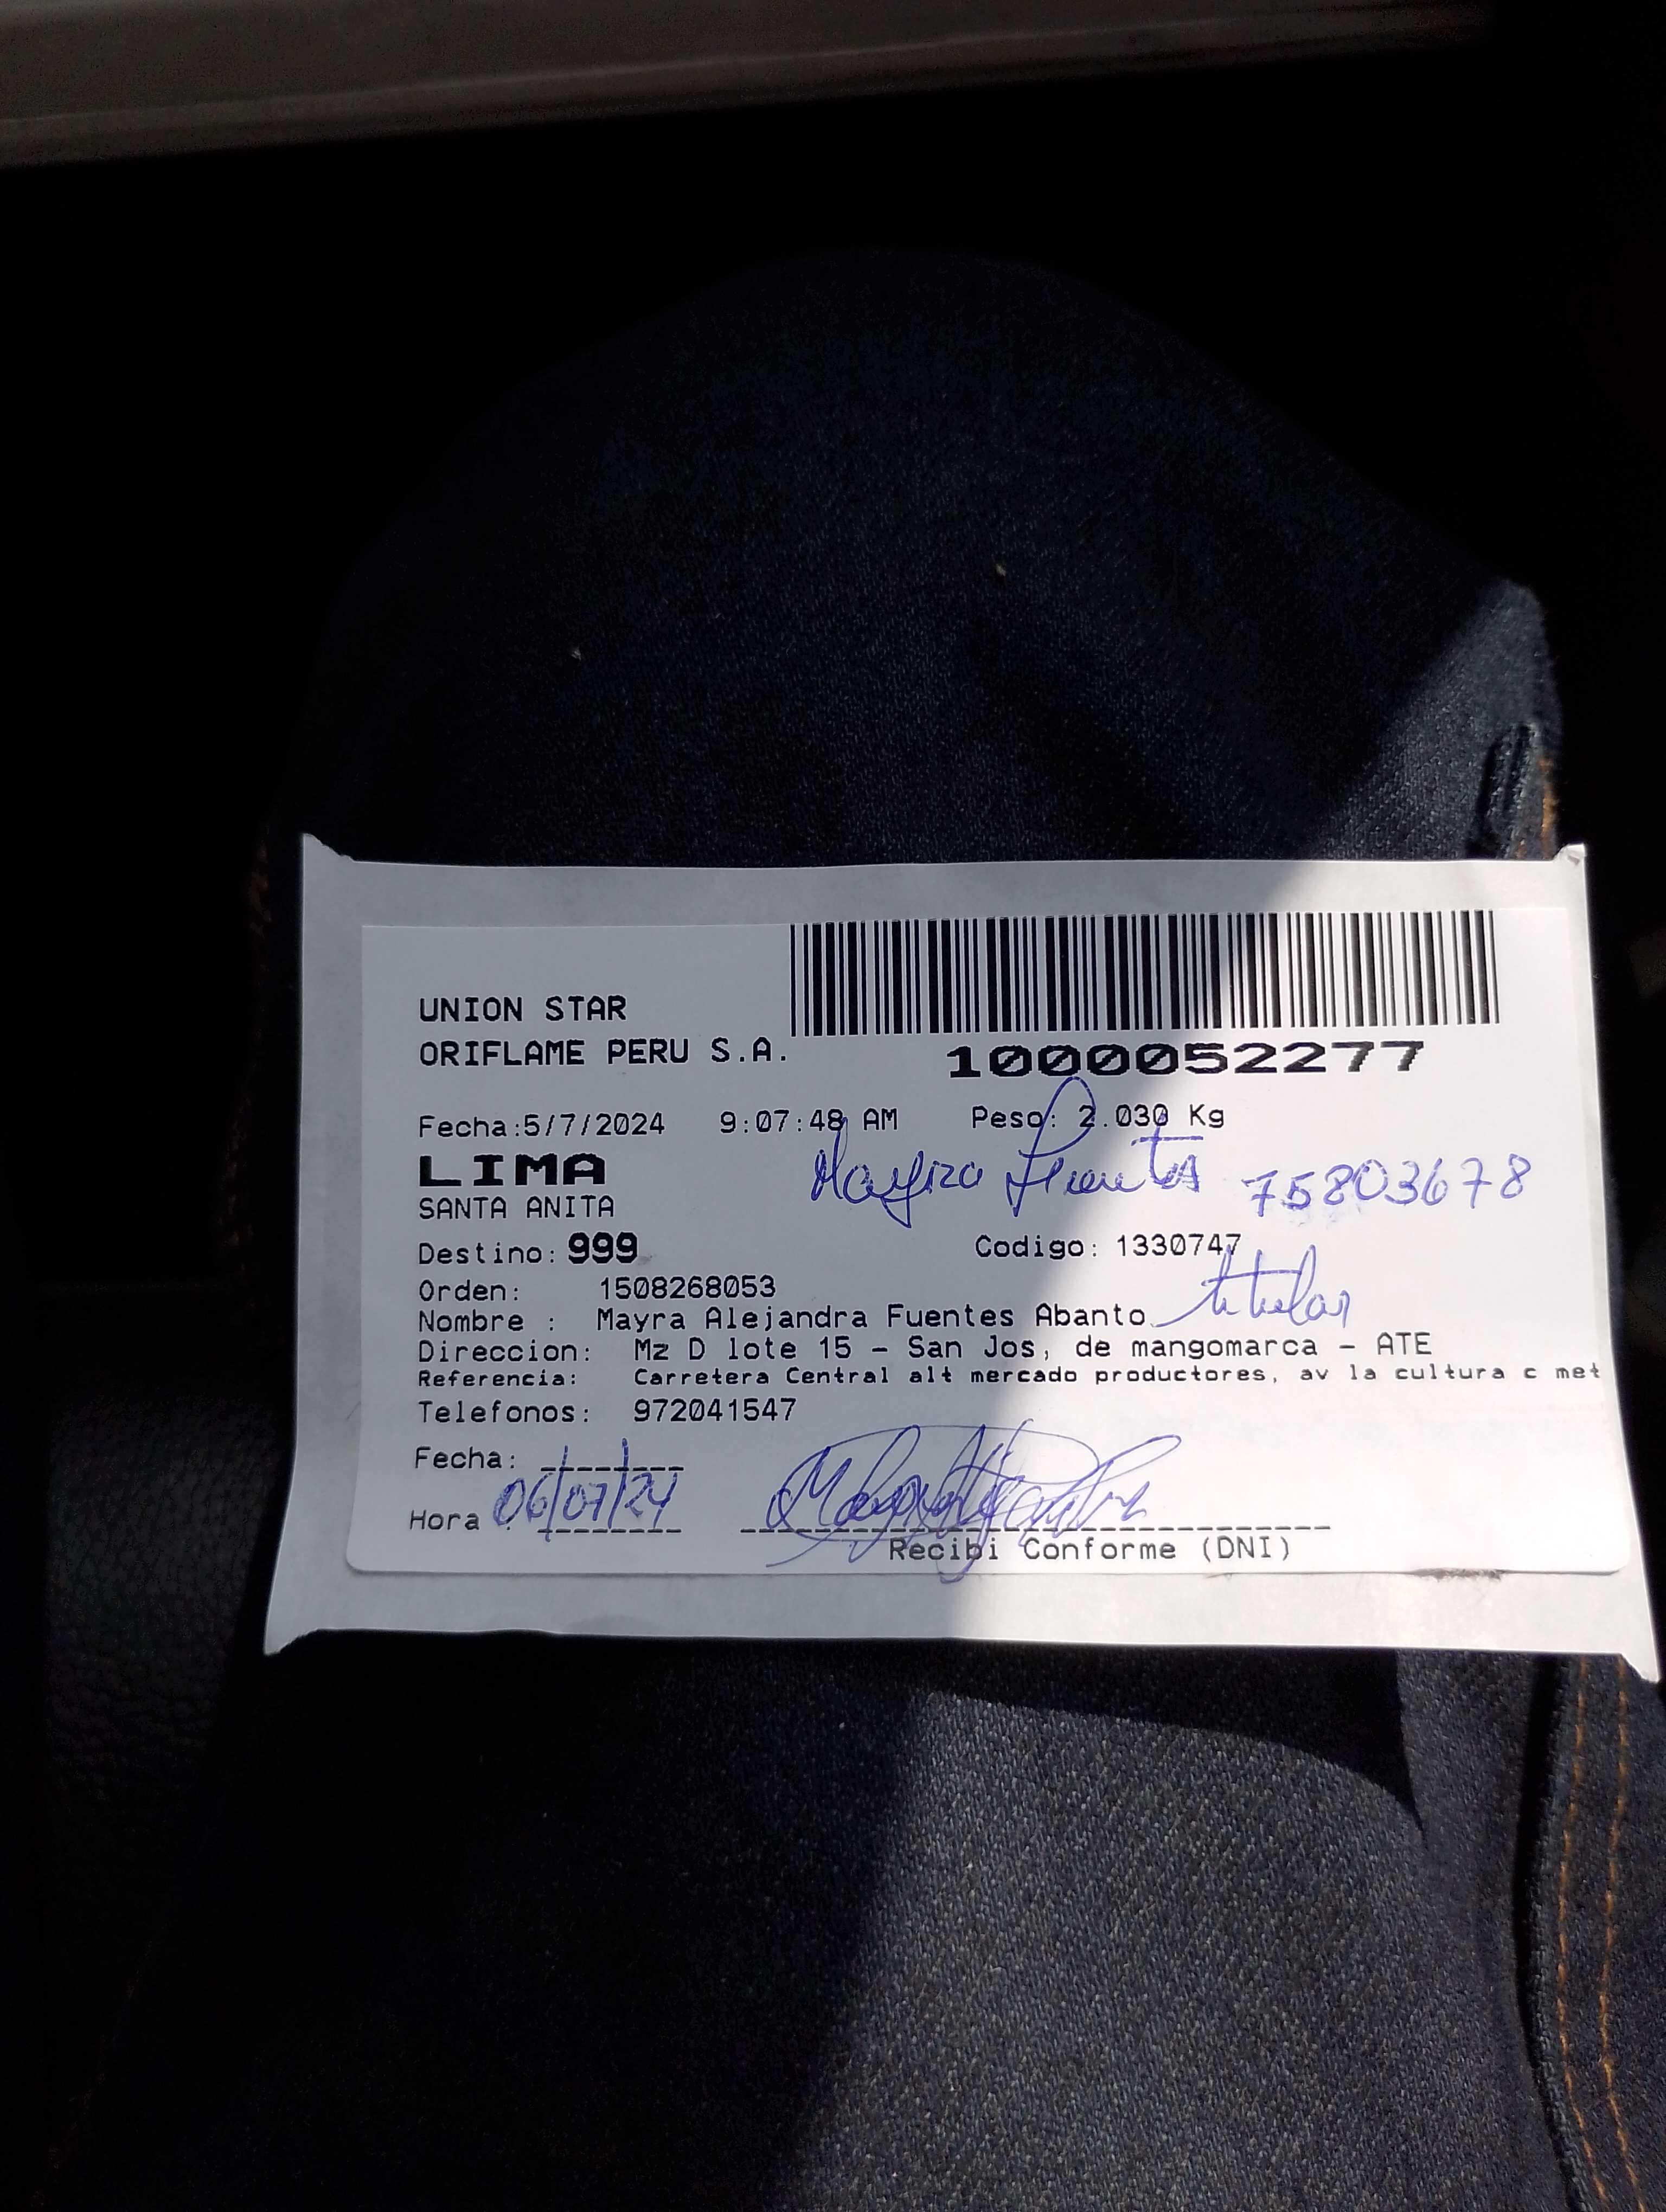 UNION STAR
ORIFLAME PERU S.A.
1000052277
Fecha:5/7/2024 9:07:48 AM Peso: 2.030 Kg
LIMA
Mayra Fuentes 75803678
SANTA ANITA
Destino: 999 Codigo: 1330747
Orden: 1508268053
Nombre : Mayra Alejandra Fuentes Abanto titular
Direccion: Mz D lote 15 - San Jos, de mangomarca - ATE
Referencia: Carretera Central alt mercado productores, av la cultura c met
Telefonos: 972041547
Fecha:
06/07/24
Hora :
Recibi Conforme (DNI)